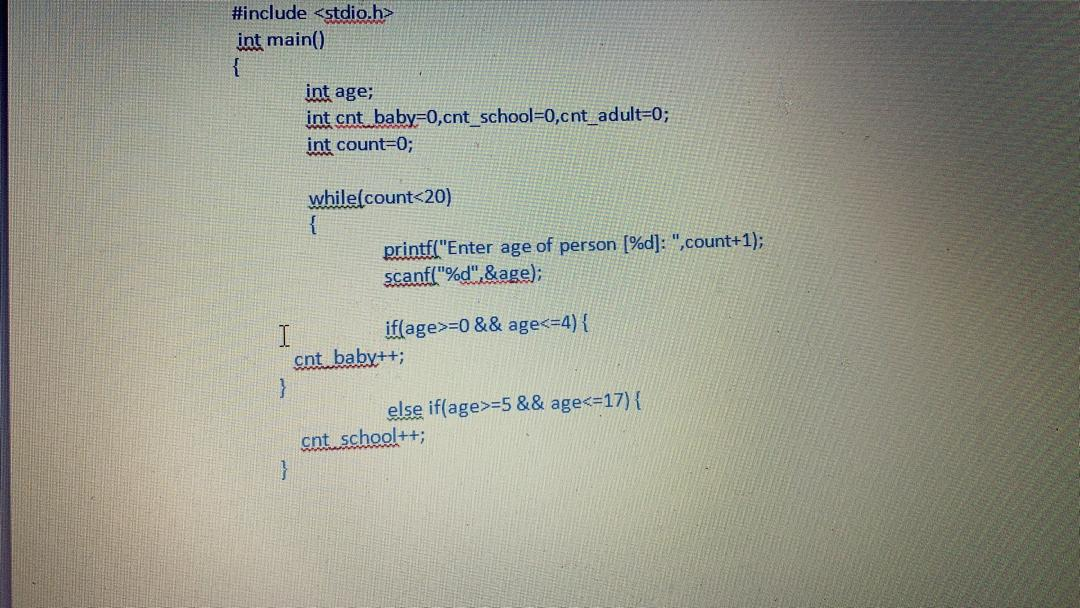 #include <stdio.h>
int main()
{
int age;
int cnt_baby=0,cnt_school=0,cnt_adult=0;
int count=0;
while(count<20)
{
printf("Enter age of person [%d]: ",count+1);
scanf("%d",&age);
if(age>=0 && age<=4) {
cnt_baby++;
}
else if(age>=5 && age<=17) {
cnt_school++;
}